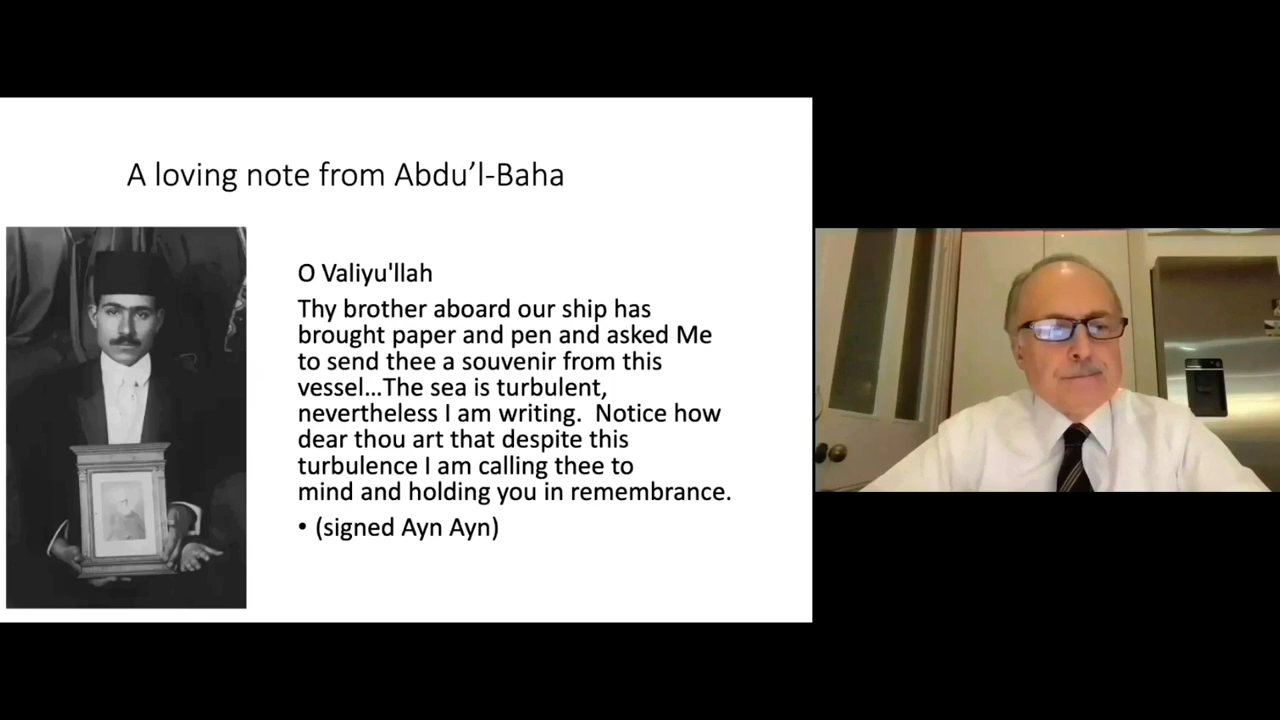 A loving note from Abdu’l-Baha
O Valiyu'llah
Thy brother aboard our ship has
brought paper and pen and asked Me
to send thee a souvenir from this
vessel…The sea is turbulent,
nevertheless I am writing.  Notice how
dear thou art that despite this
turbulence I am calling thee to
mind and holding you in remembrance.
• (signed Ayn Ayn)